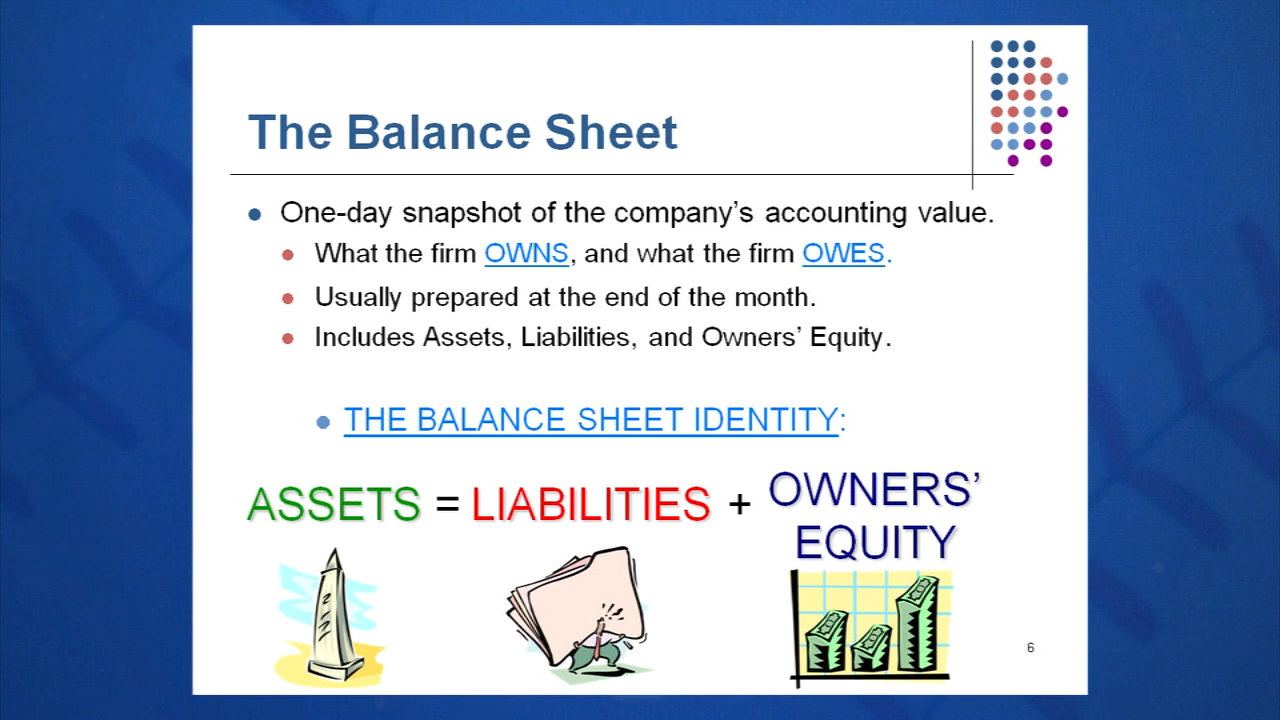 The Balance Sheet
One-day snapshot of the company's accounting value.
What the firm OWNS, and what the firm OWES.
Usually prepared at the end of the month.
Includes Assets, Liabilities, and Owners' Equity.
THE BALANCE SHEET IDENTITY:
ASSETS = LIABILITIES + OWNERS'
EQUITY
6